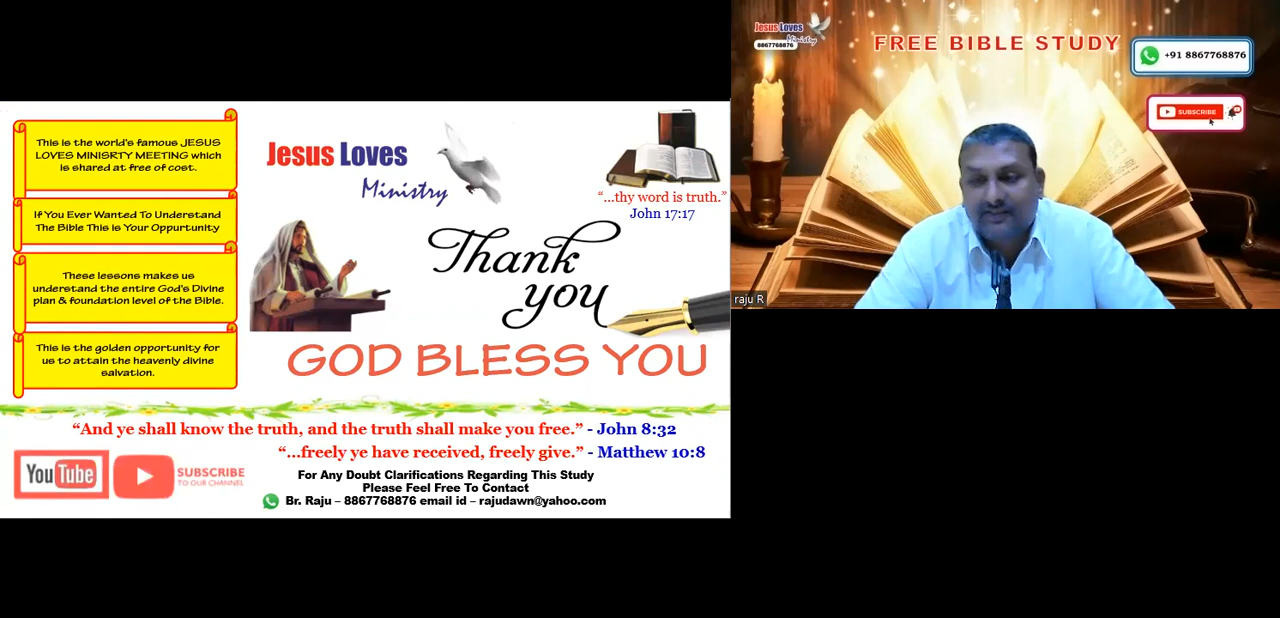 This is the world's famous JESUS
LOVES MINISRTY MEETING which
is shared at free of cost.
If You Ever Wanted To Understand
The Bible This is Your Oppurtunity
These lessons makes us
understand the entire God's Divine
plan & foundation level of the Bible.
This is the golden opportunity for
us to attain the heavenly divine
salvation.
Jesus Loves
Ministry
"...thy word is truth."
John 17:17
Thank
you
GOD BLESS YOU
"And ye shall know the truth, and the truth shall make you free." - John 8:32
"...freely ye have received, freely give." - Matthew 10:8
YouTube
SUBSCRIBE
TO OUR CHANNEL
For Any Doubt Clarifications Regarding This Study
Please Feel Free To Contact
Br. Raju – 8867768876 email id – rajudawn@yahoo.com
Jesus Loves
Ministry
8867768876
FREE BIBLE STUDY
+91 8867768876
SUBSCRIBE
raju R